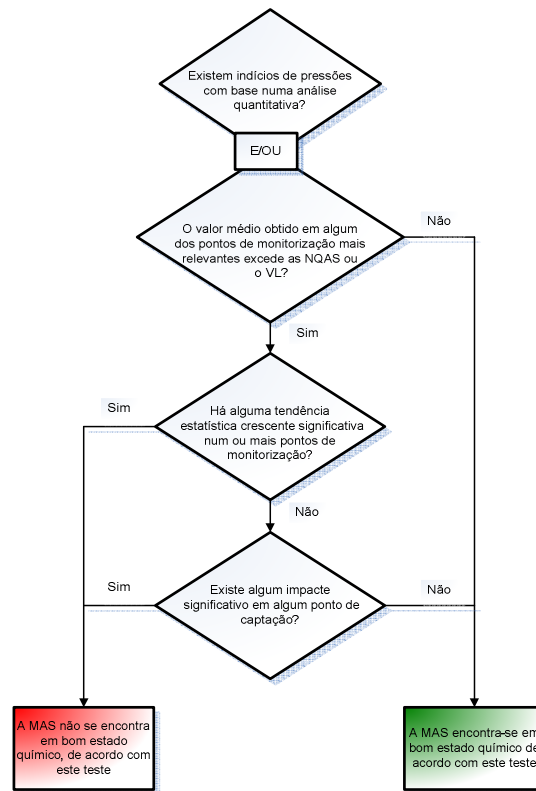 Existem indícios de pressões
com base numa análise
quantitativa?
E/OU
O valor médio obtido em algum
dos pontos de monitorização mais
relevantes excede as NQAS ou
o VL?
Não
Sim
Há alguma tendência
estatística crescente significativa
num ou mais pontos de
monitorização?
Sim
Não
Existe algum impacte
significativo em algum ponto de
captação?
Sim
Não
A MAS não se encontra
em bom estado
químico, de acordo com
este teste
A MAS encontra-se em
bom estado químico de
acordo com este teste